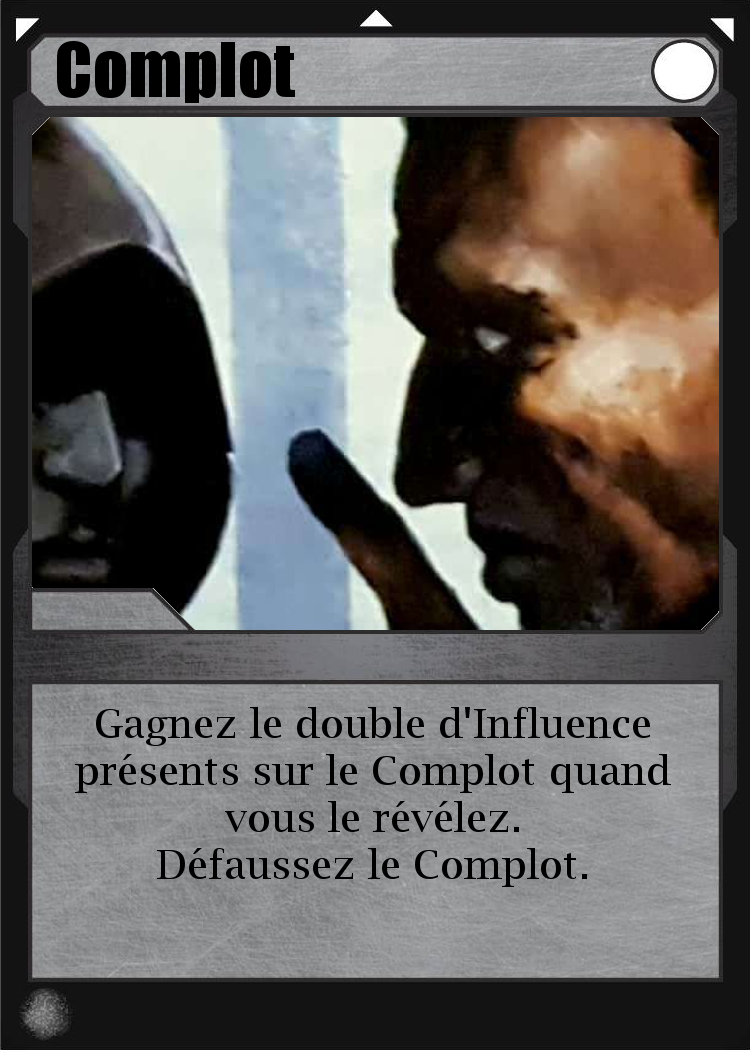 Complot
Gagnez le double d'Influence
présents sur le Complot quand
vous le révélez.
Défaussez le Complot.